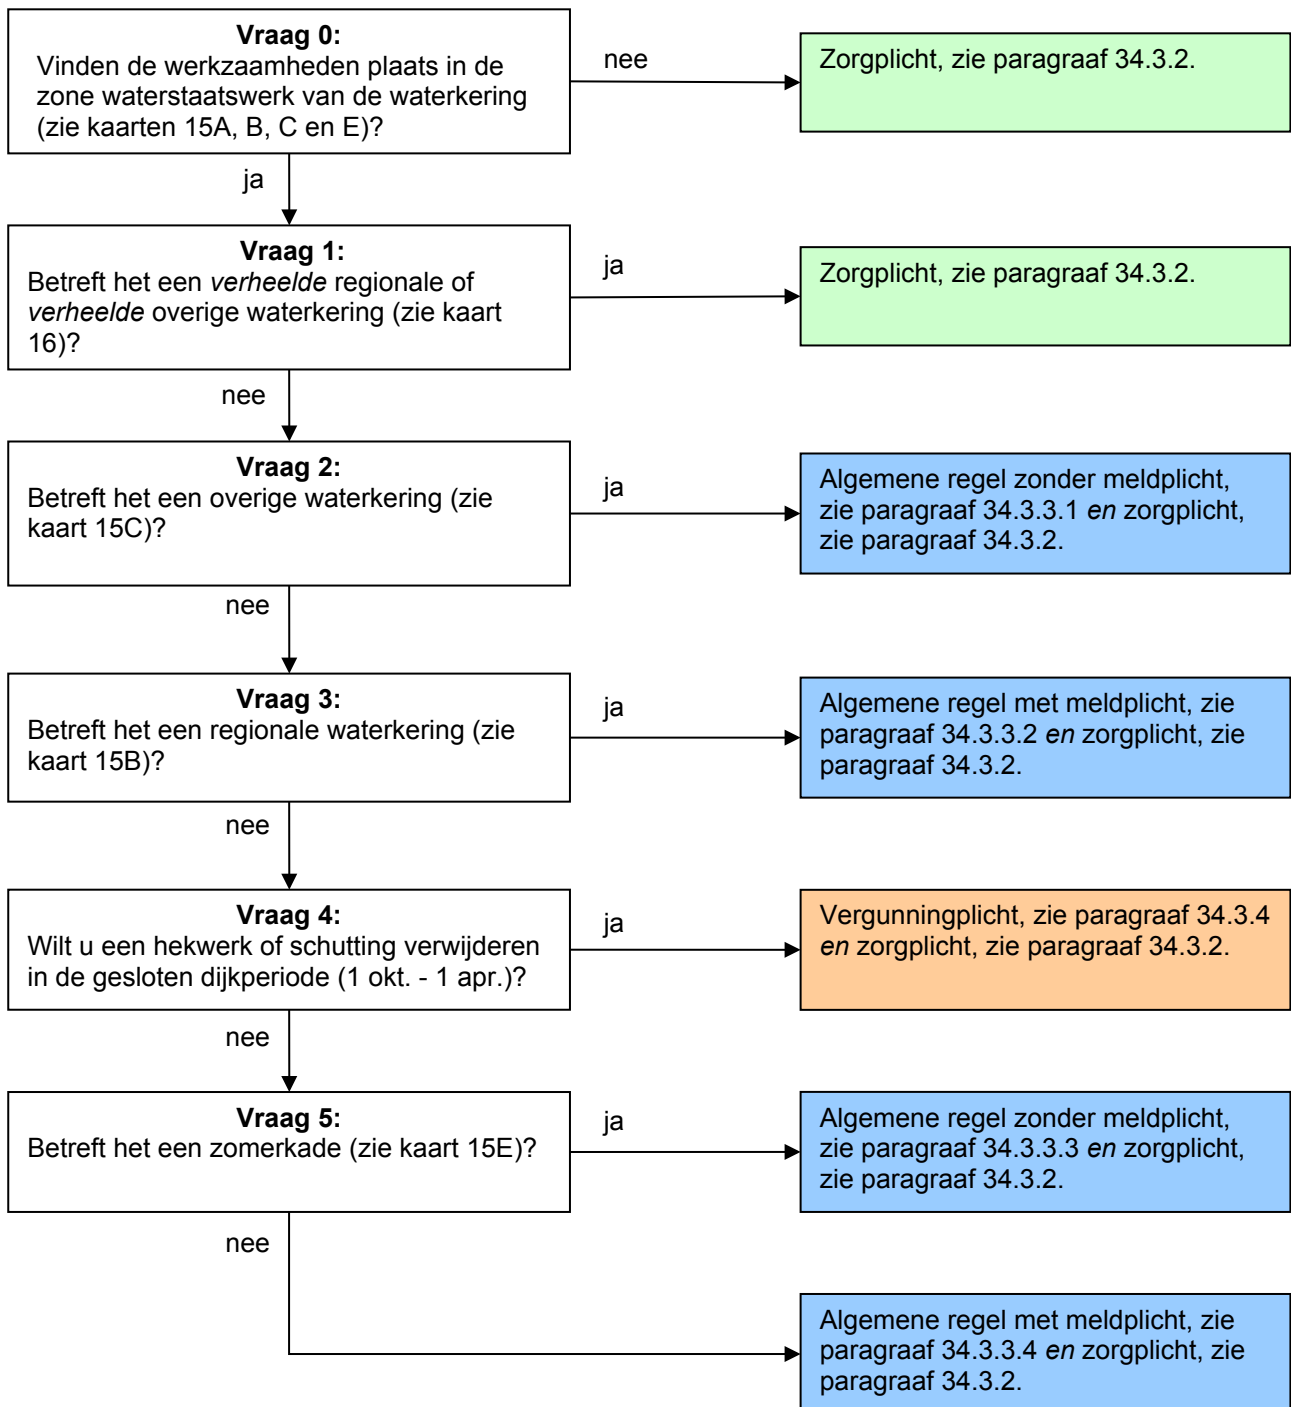 Vraag 0:
Vinden de werkzaamheden plaats in de
zone waterstaatswerk van de waterkering
(zie kaarten 15A, B, C en E)?
nee
Zorgplicht, zie paragraaf 34.3.2.
ja
Vraag 1:
Betreft het een verheelde regionale of
verheelde overige waterkering (zie kaart
16)?
ja
Zorgplicht, zie paragraaf 34.3.2.
nee
Vraag 2:
Betreft het een overige waterkering (zie
kaart 15C)?
ja
Algemene regel zonder meldplicht,
zie paragraaf 34.3.3.1 en zorgplicht,
zie paragraaf 34.3.2.
nee
Vraag 3:
Betreft het een regionale waterkering (zie
kaart 15B)?
ja
Algemene regel met meldplicht, zie
paragraaf 34.3.3.2 en zorgplicht, zie
paragraaf 34.3.2.
nee
Vraag 4:
Wilt u een hekwerk of schutting verwijderen
in de gesloten dijkperiode (1 okt. - 1 apr.)?
ja
Vergunningplicht, zie paragraaf 34.3.4
en zorgplicht, zie paragraaf 34.3.2.
nee
Vraag 5:
Betreft het een zomerkade (zie kaart 15E)?
ja
Algemene regel zonder meldplicht,
zie paragraaf 34.3.3.3 en zorgplicht,
zie paragraaf 34.3.2.
nee
Algemene regel met meldplicht, zie
paragraaf 34.3.3.4 en zorgplicht, zie
paragraaf 34.3.2.